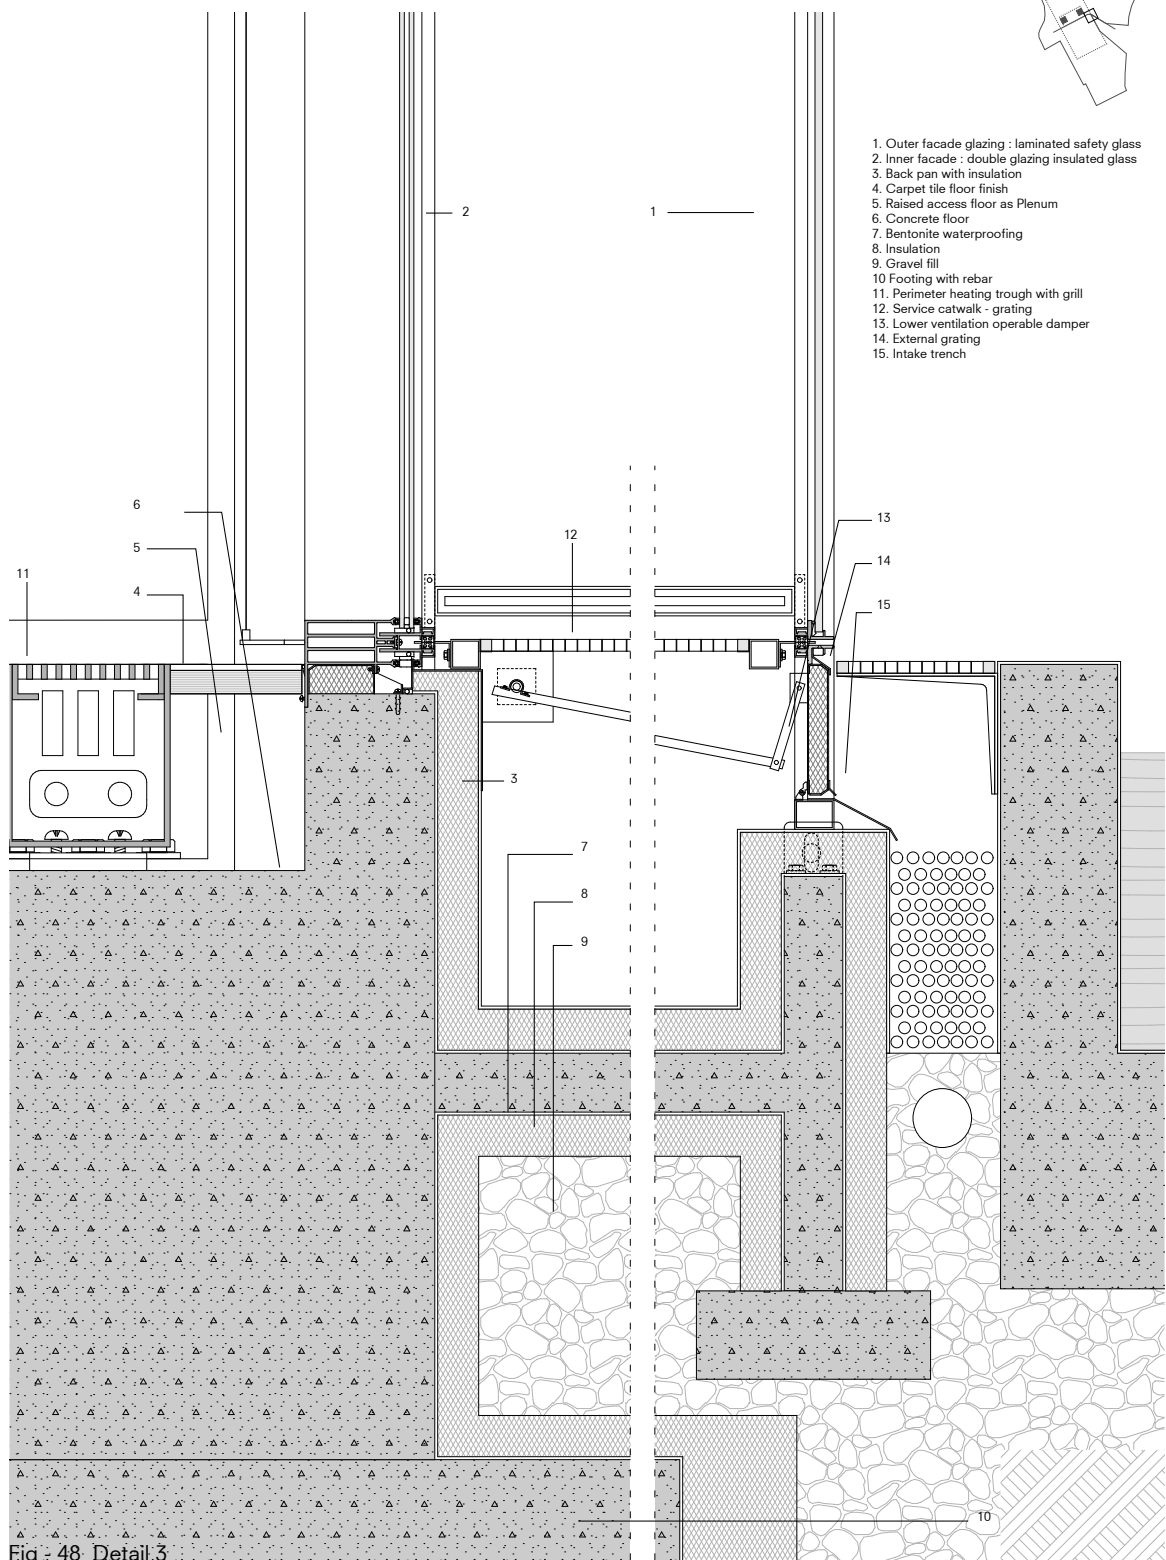 1. Outer facade glazing : laminated safety glass
2. Inner facade : double glazing insulated glass
3. Back pan with insulation
4. Carpet tile floor finish
5. Raised access floor as Plenum
6. Concrete floor
7. Bentonite waterproofing
8. Insulation
9. Gravel fill
10 Footing with rebar
11. Perimeter heating trough with grill
12. Service catwalk - grating
13. Lower ventilation operable damper
14. External grating
15. Intake trench
2
1
6
13
12
5
14
11
4
15
3
7
8
9
10
Fig - 48 Detail 3